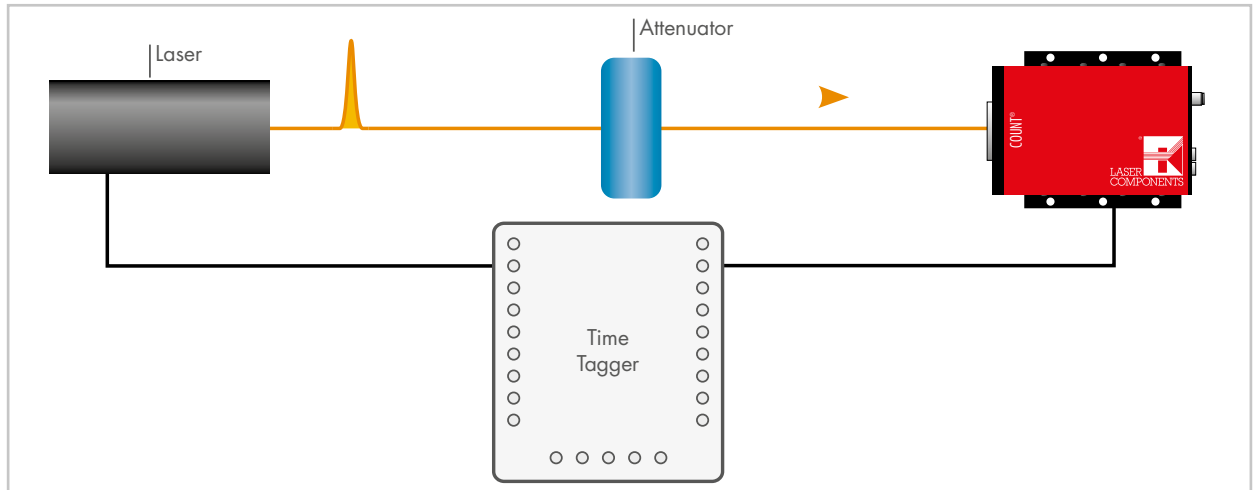 Laser
Attenuator
COUNT®
®
LASER
COMPONENTS
Time
Tagger